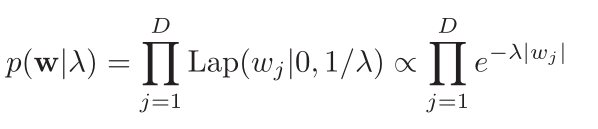 p(w|λ) = ∏_{j=1}^{D} Lap(w_j|0, 1/λ) ∝ ∏_{j=1}^{D} e^{−λ|w_j|}